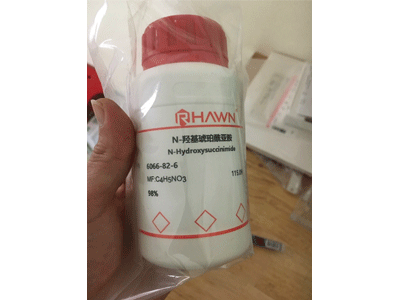 RHAWN
N-羟基琥珀酰亚胺
N-Hydroxysuccinimide
6066-82-6
MF:C4H5NO3
98%